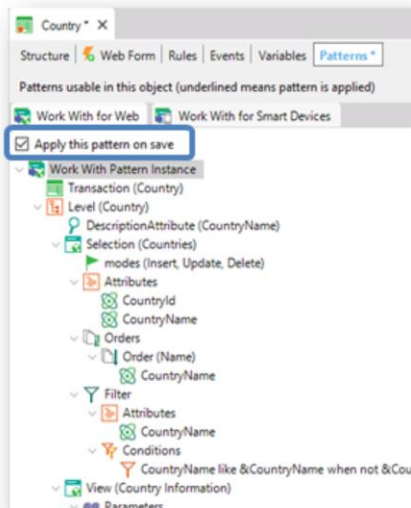 Country *
Structure | Web Form | Rules | Events | Variables | Patterns *
Patterns usable in this object (underlined means pattern is applied)
Work With for Web Work With for Smart Devices
Apply this pattern on save
Work With Pattern Instance
Transaction (Country)
Level (Country)
DescriptionAttribute (CountryName)
Selection (Countries)
modes (Insert, Update, Delete)
Attributes
CountryId
CountryName
Orders
Order (Name)
CountryName
Filter
Attributes
CountryName
Conditions
CountryName like &CountryName when not &Cou
View (Country Information)
Parameters